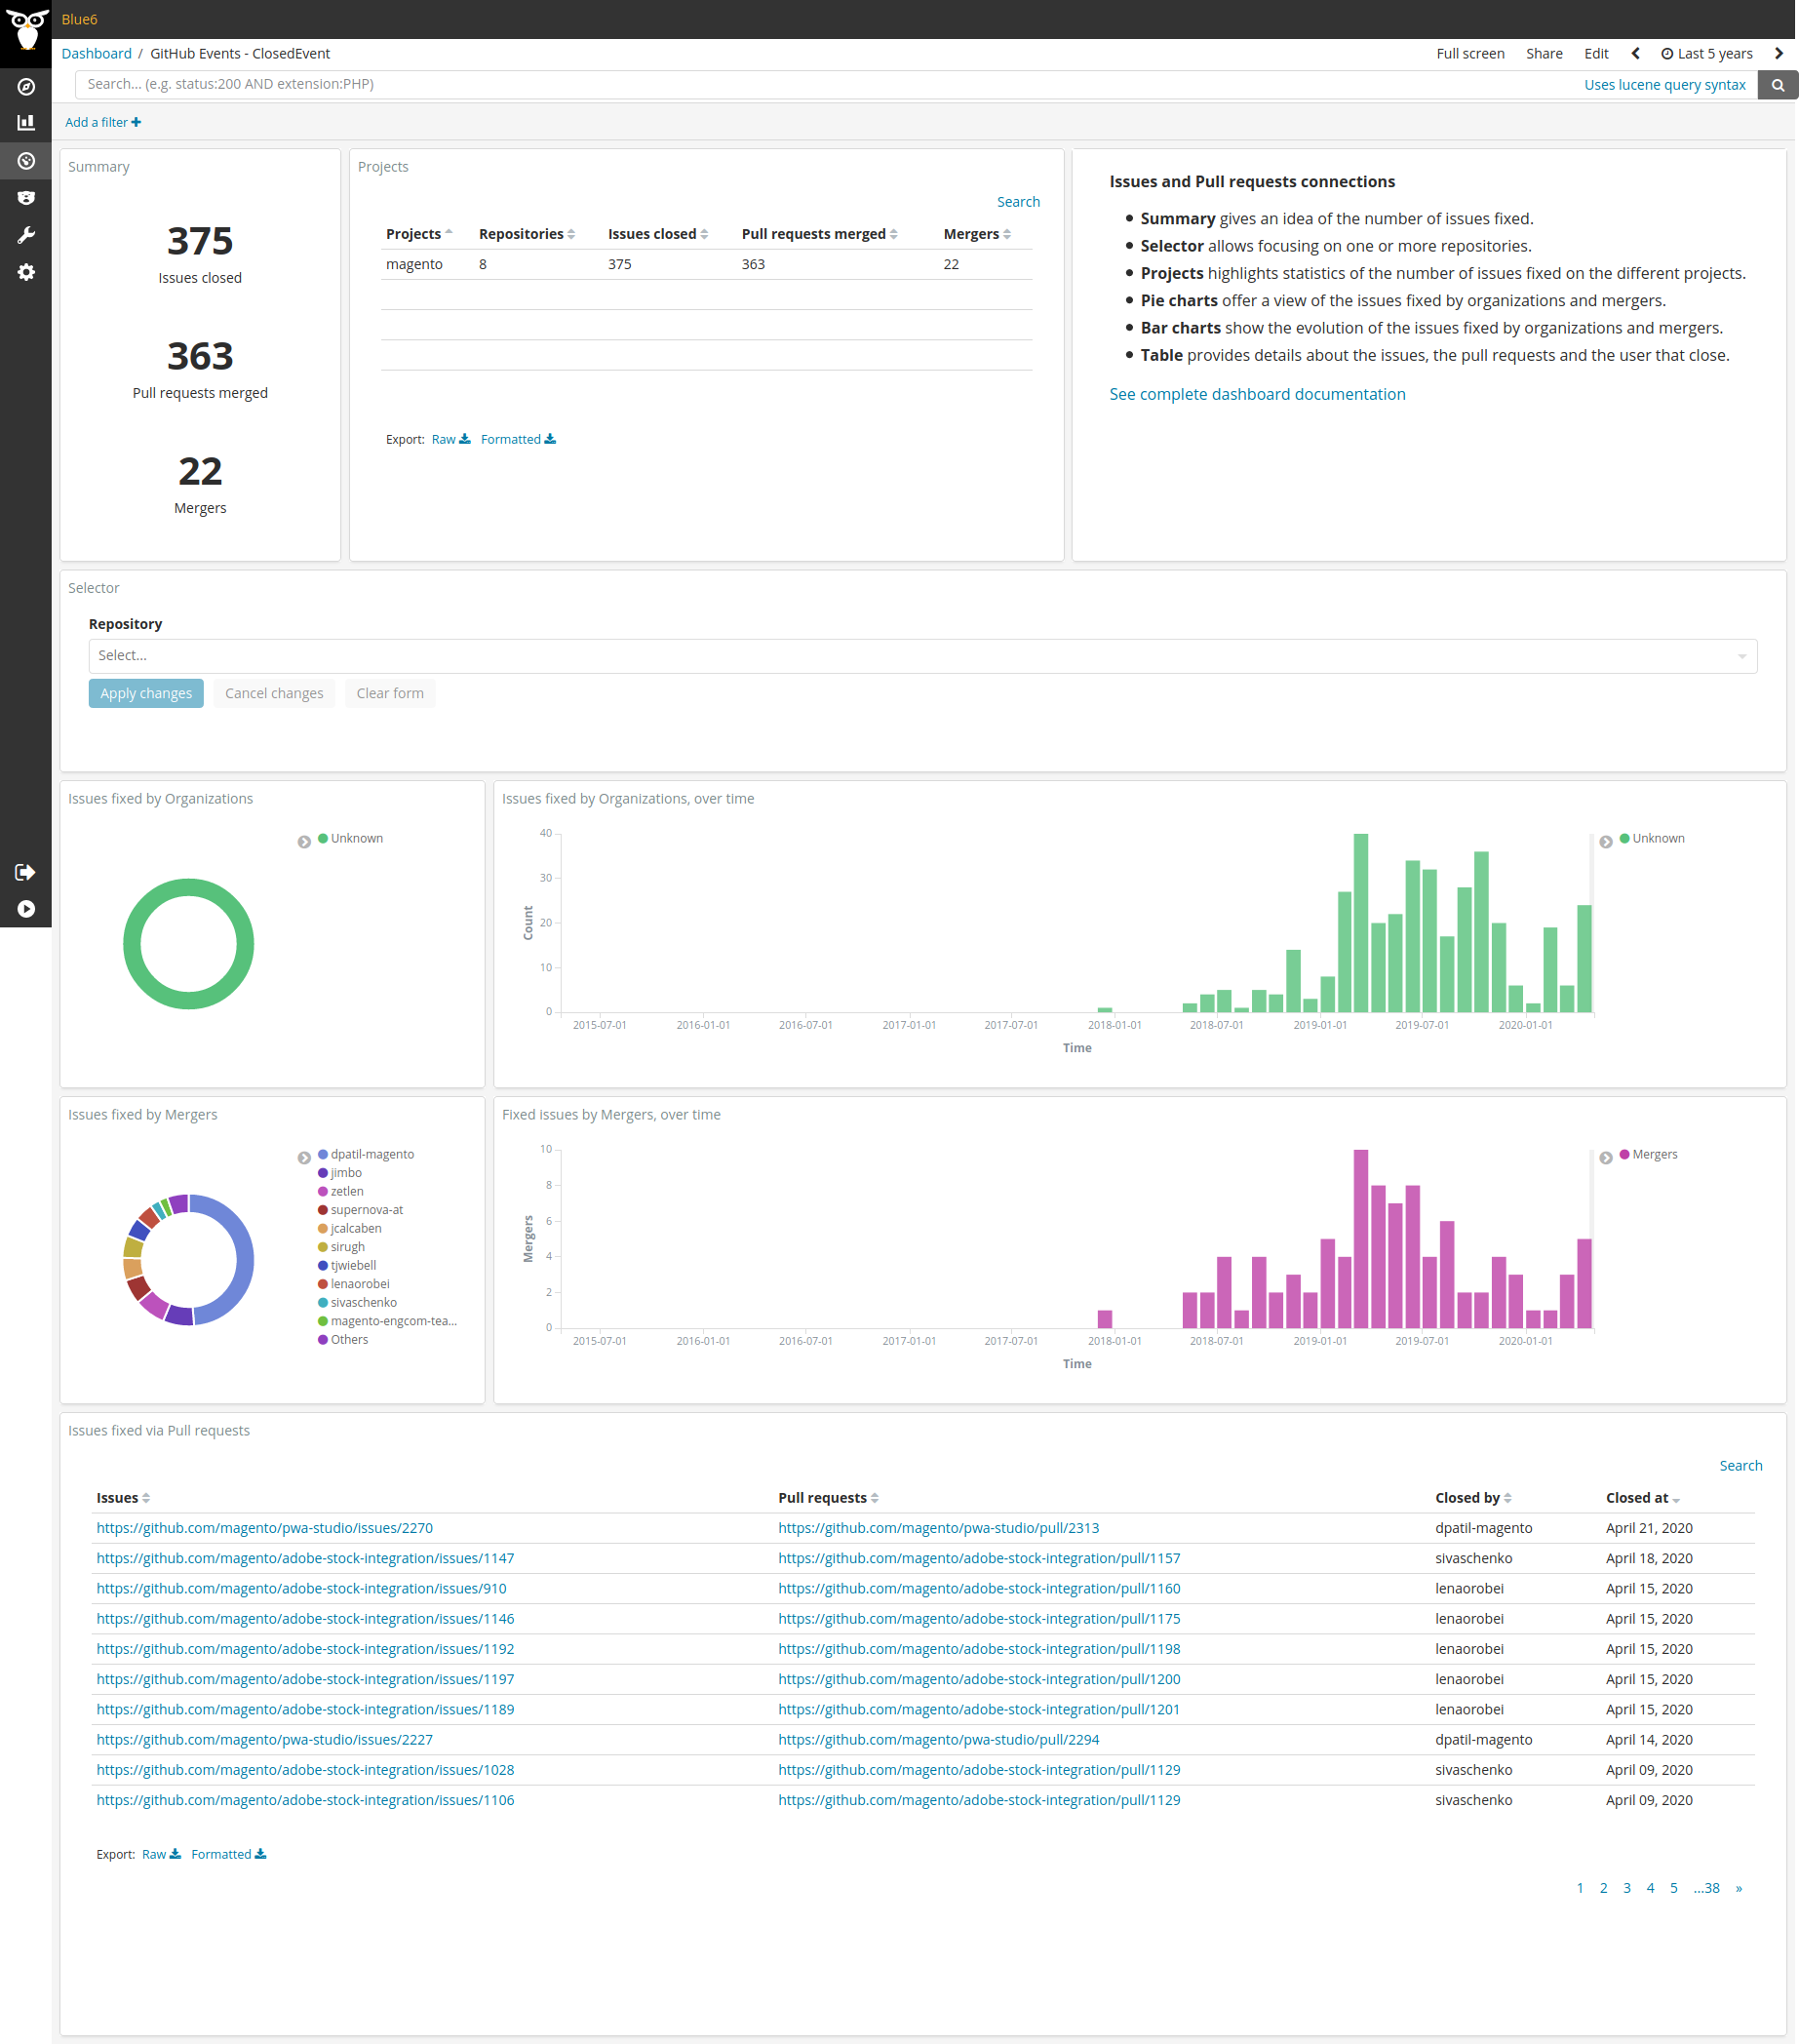 Blue6
Dashboard / GitHub Events - ClosedEvent
Full screen Share Edit Last 5 years
Search... (e.g. status:200 AND extension:PHP)
Uses lucene query syntax
Add a filter
Summary
375
Issues closed
363
Pull requests merged
22
Mergers
Projects
Search
Projects Repositories Issues closed Pull requests merged Mergers
magento 8 375 363 22
Export: Raw Formatted
Issues and Pull requests connections
Summary gives an idea of the number of issues fixed.
Selector allows focusing on one or more repositories.
Projects highlights statistics of the number of issues fixed on the different projects.
Pie charts offer a view of the issues fixed by organizations and mergers.
Bar charts show the evolution of the issues fixed by organizations and mergers.
Table provides details about the issues, the pull requests and the user that close.
See complete dashboard documentation
Selector
Repository
Select...
Apply changes Cancel changes Clear form
Issues fixed by Organizations
Unknown
Issues fixed by Organizations, over time
40
30
20
10
0
Count
2015-07-01 2016-01-01 2016-07-01 2017-01-01 2017-07-01 2018-01-01 2018-07-01 2019-01-01 2019-07-01 2020-01-01
Time
Unknown
Issues fixed by Mergers
dpatil-magento
jimbo
zetlen
supernova-at
jcalcaben
sirugh
tjwiebell
lenaorobei
sivaschenko
magento-engcom-tea...
Others
Fixed issues by Mergers, over time
10
8
6
4
2
0
Mergers
2015-07-01 2016-01-01 2016-07-01 2017-01-01 2017-07-01 2018-01-01 2018-07-01 2019-01-01 2019-07-01 2020-01-01
Time
Mergers
Issues fixed via Pull requests
Search
Issues Pull requests Closed by Closed at
https://github.com/magento/pwa-studio/issues/2270 https://github.com/magento/pwa-studio/pull/2313 dpatil-magento April 21, 2020
https://github.com/magento/adobe-stock-integration/issues/1147 https://github.com/magento/adobe-stock-integration/pull/1157 sivaschenko April 18, 2020
https://github.com/magento/adobe-stock-integration/issues/910 https://github.com/magento/adobe-stock-integration/pull/1160 lenaorobei April 15, 2020
https://github.com/magento/adobe-stock-integration/issues/1146 https://github.com/magento/adobe-stock-integration/pull/1175 lenaorobei April 15, 2020
https://github.com/magento/adobe-stock-integration/issues/1192 https://github.com/magento/adobe-stock-integration/pull/1198 lenaorobei April 15, 2020
https://github.com/magento/adobe-stock-integration/issues/1197 https://github.com/magento/adobe-stock-integration/pull/1200 lenaorobei April 15, 2020
https://github.com/magento/adobe-stock-integration/issues/1189 https://github.com/magento/adobe-stock-integration/pull/1201 lenaorobei April 15, 2020
https://github.com/magento/pwa-studio/issues/2227 https://github.com/magento/pwa-studio/pull/2294 dpatil-magento April 14, 2020
https://github.com/magento/adobe-stock-integration/issues/1028 https://github.com/magento/adobe-stock-integration/pull/1129 sivaschenko April 09, 2020
https://github.com/magento/adobe-stock-integration/issues/1106 https://github.com/magento/adobe-stock-integration/pull/1129 sivaschenko April 09, 2020
Export: Raw Formatted
1 2 3 4 5 ...38 »